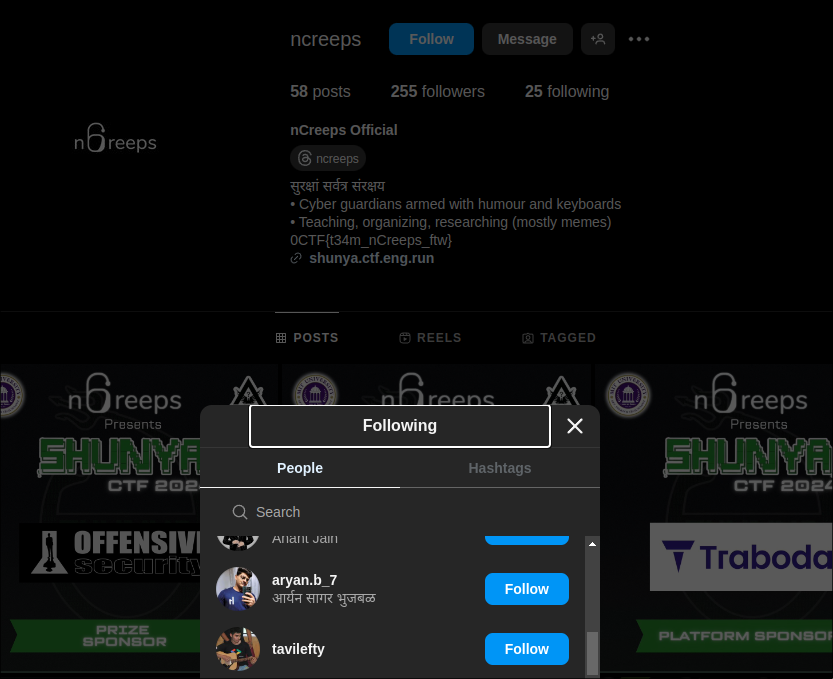 ncreeps
Follow
Message
58 posts
255 followers
25 following
nCreeps Official
ncreeps
n6reeps
सुरक्षां सर्वत्र संरक्षय
• Cyber guardians armed with humour and keyboards
• Teaching, organizing, researching (mostly memes)
0CTF{t34m_nCreeps_ftw}
shunya.ctf.eng.run
POSTS
REELS
TAGGED
n6reeps
Presents
SHUNYA
CTF 202
OFFENSIV
security
PRIZE
SPONSOR
n6reeps
n6reeps
Presents
SHUNYA
CTF 2024
Traboda
PLATFORM SPONSOR
Following
People
Hashtags
Search
Anant Jain
aryan.b_7
आर्यन सागर भुजबळ
Follow
tavilefty
Follow